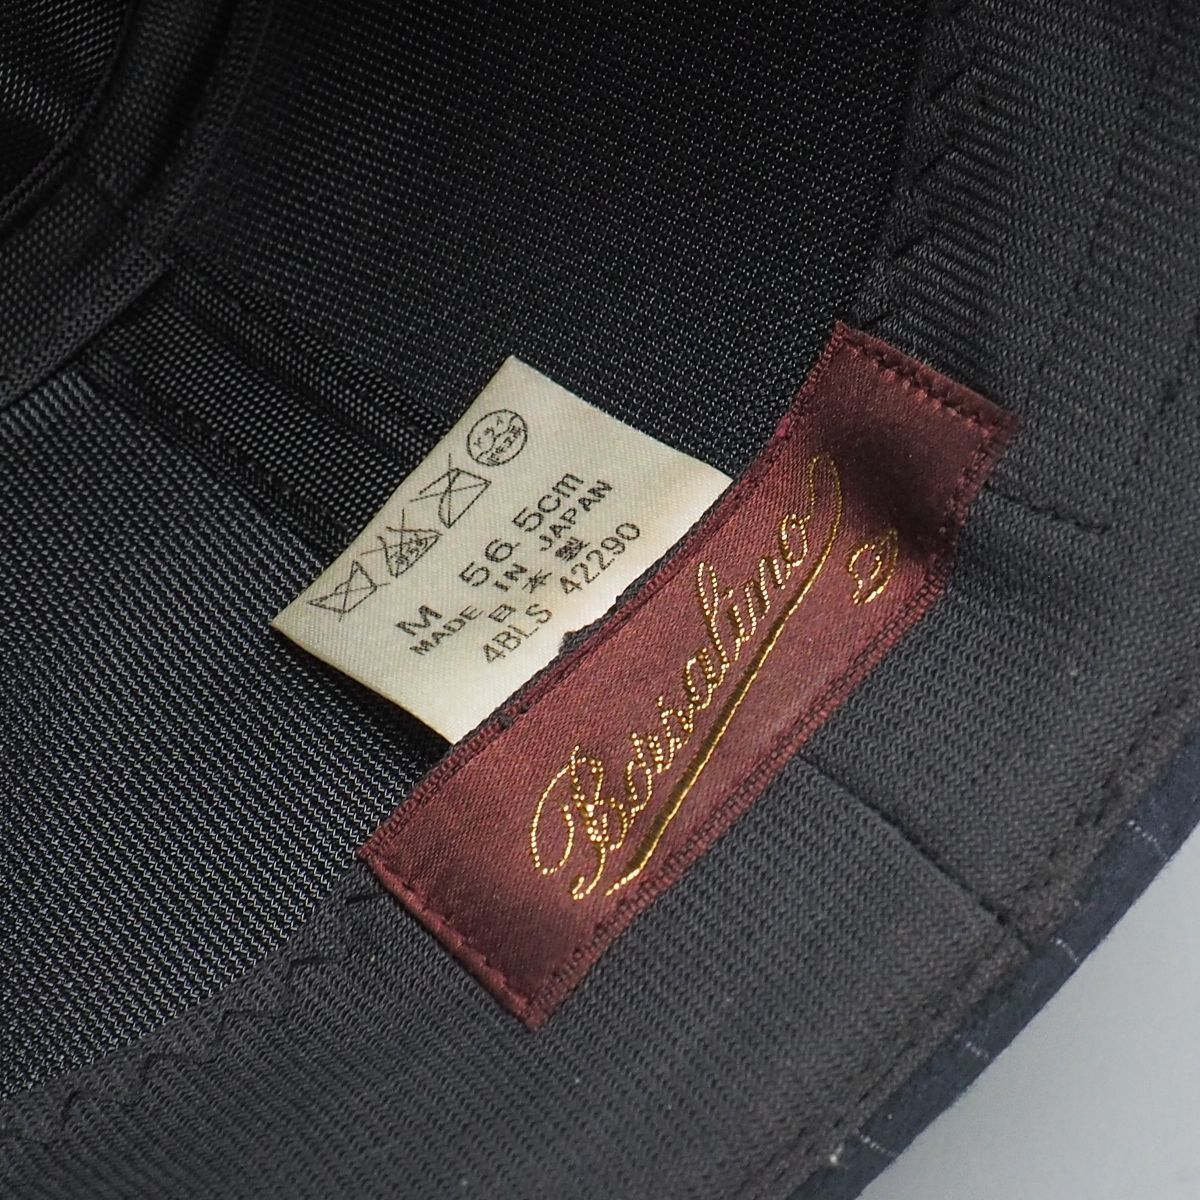 M 56.5cm
MADE IN JAPAN
日本製
4BLS 42290
Borsalino